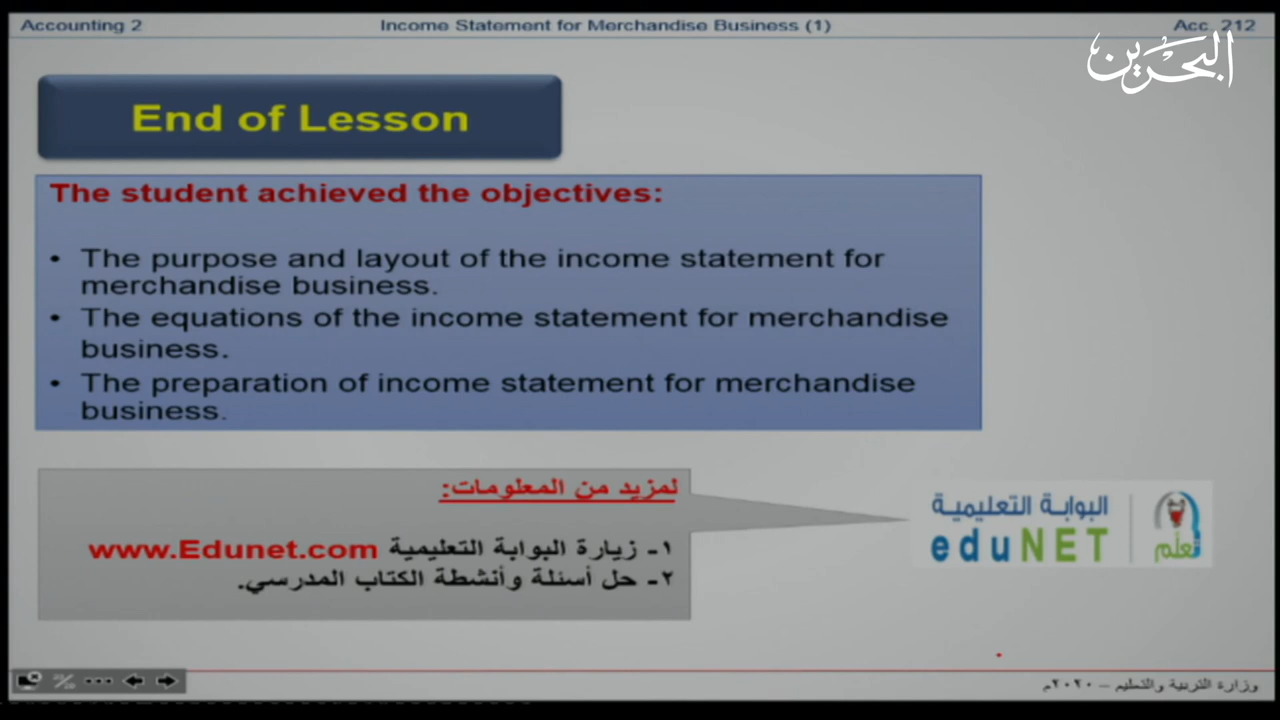 Accounting 2
Income Statement for Merchandise Business (1)
Acc. 212
البحرين
End of Lesson
The student achieved the objectives:
• The purpose and layout of the income statement for
merchandise business.
• The equations of the income statement for merchandise
business.
• The preparation of income statement for merchandise
business.
لمزيد من المعلومات:
١- زيارة البوابة التعليمية www.Edunet.com
٢- حل أسئلة وأنشطة الكتاب المدرسي.
البوابة التعليمية
eduNET
تعلّم
وزارة التربية والتعليم – ٢٠٢٠م